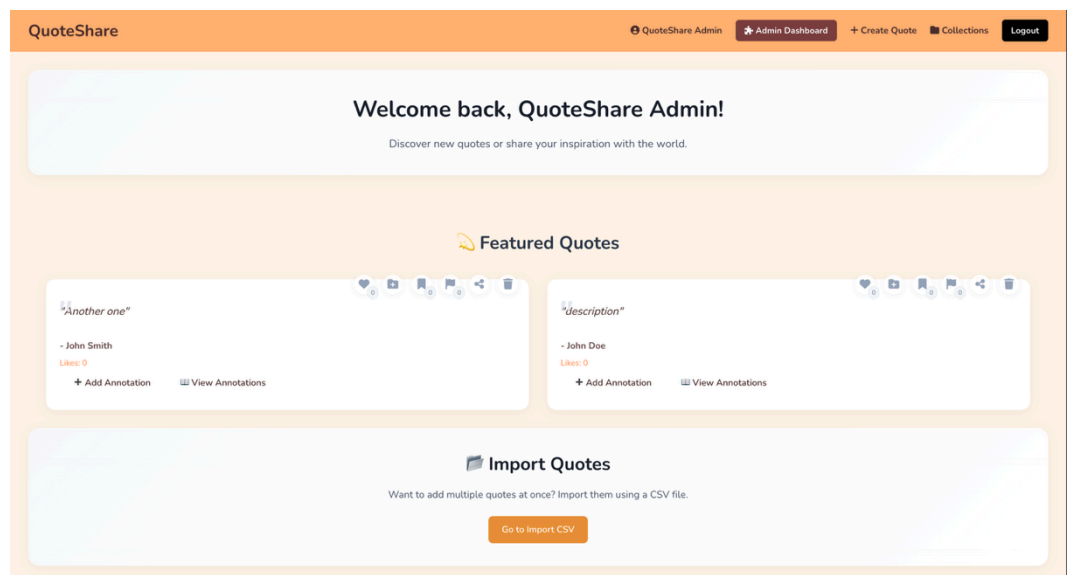 QuoteShare
QuoteShare Admin
Admin Dashboard
+ Create Quote
Collections
Logout
Welcome back, QuoteShare Admin!
Discover new quotes or share your inspiration with the world.
Featured Quotes
0
0
0
"Another one"
- John Smith
Likes: 0
+ Add Annotation
View Annotations
0
0
0
"description"
- John Doe
Likes: 0
+ Add Annotation
View Annotations
Import Quotes
Want to add multiple quotes at once? Import them using a CSV file.
Go to Import CSV